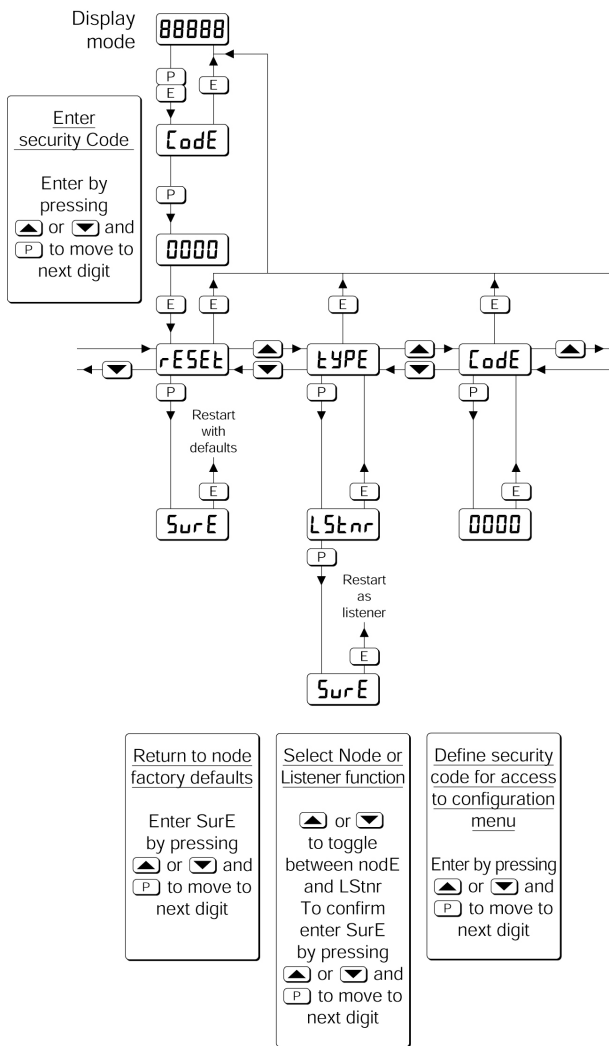 Display
mode
88888
P
E
E
Enter
security Code
Enter by
pressing
▲ or ▼ and
P to move to
next digit
CodE
P
0000
E E E E
rESEt ▲ ▼ tYPE ▲ ▼ CodE ▲
▼
P P P
Restart
with
defaults
E E E
SurE LStnr 0000
P
Restart
as
listener
E
SurE
Return to node
factory defaults
Enter SurE
by pressing
▲ or ▼ and
P to move to
next digit
Select Node or
Listener function
▲ or ▼
to toggle
between nodE
and LStnr
To confirm
enter SurE
by pressing
▲ or ▼ and
P to move to
next digit
Define security
code for access
to configuration
menu
Enter by pressing
▲ or ▼ and
P to move to
next digit